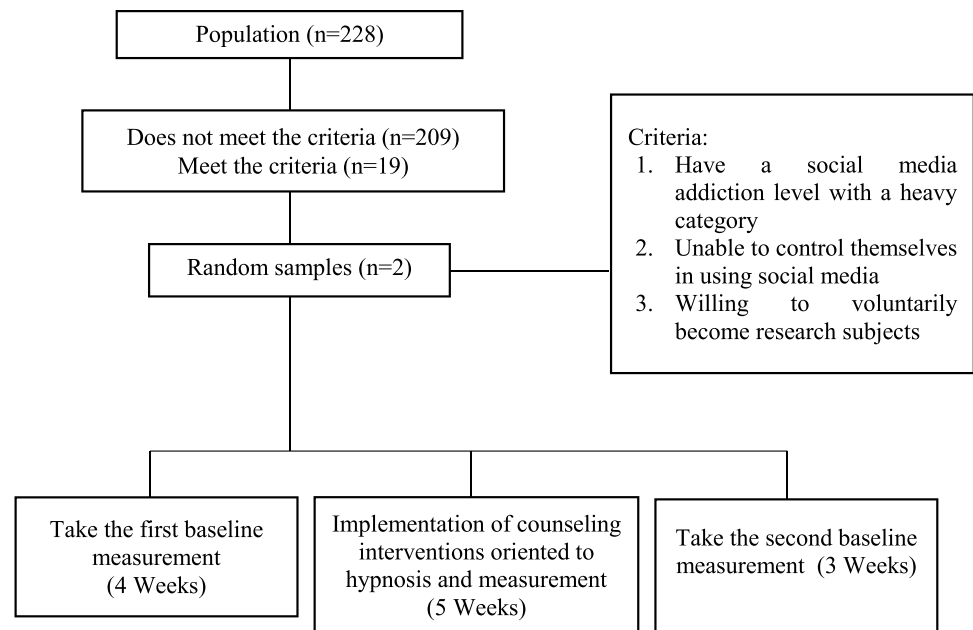 Population (n=228)
Does not meet the criteria (n=209)
Meet the criteria (n=19)
Random samples (n=2)
Criteria:
1. Have a social media
addiction level with a heavy
category
2. Unable to control themselves
in using social media
3. Willing to voluntarily
become research subjects
Take the first baseline
measurement
(4 Weeks)
Implementation of counseling
interventions oriented to
hypnosis and measurement
(5 Weeks)
Take the second baseline
measurement (3 Weeks)